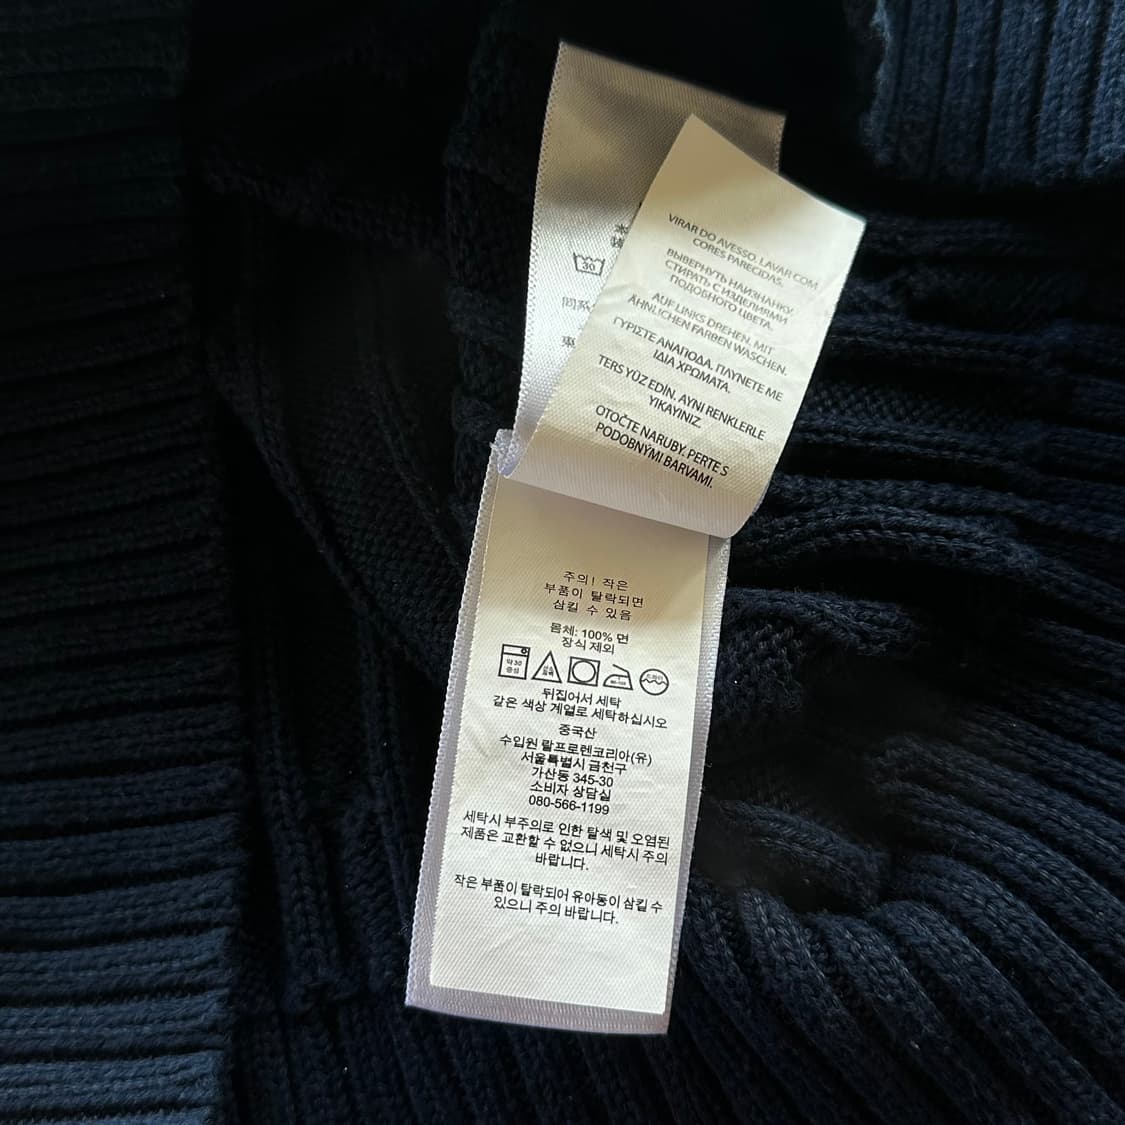 30
VIRAR DO AVESSO. LAVAR COM
CORES PARECIDAS.
ВЫВЕРНУТЬ НАИЗНАНКУ.
СТИРАТЬ С ИЗДЕЛИЯМИ
ПОДОБНОГО ЦВЕТА.
AUF LINKS DREHEN. MIT
ÄHNLICHEN FARBEN WASCHEN.
ΓΥΡΙΣΤΕ ΑΝΑΠΟΔΑ. ΠΛΥΝΕΤΕ ΜΕ
ΙΔΙΑ ΧΡΩΜΑΤΑ.
TERS YÜZ EDİN. AYNI RENKLERLE
YIKAYINIZ.
OTOČTE NARUBY. PERTE S
PODOBNÝMI BARVAMI.
주의! 작은
부품이 탈락되면
삼킬 수 있음
몸체: 100% 면
장식 제외
약 30
중성
뒤집어서 세탁
같은 색상 계열로 세탁하십시오
중국산
수입원 랄프로렌코리아(유)
서울특별시 금천구
가산동 345-30
소비자 상담실
080-566-1199
세탁시 부주의로 인한 탈색 및 오염된
제품은 교환할 수 없으니 세탁시 주의
바랍니다.
작은 부품이 탈락되어 유아동이 삼킬 수
있으니 주의 바랍니다.